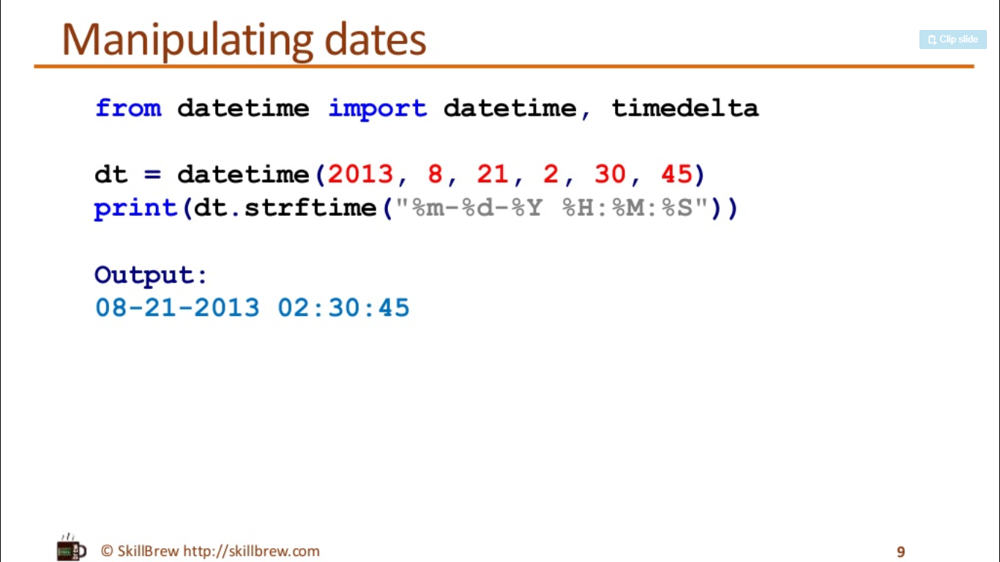 Manipulating dates
Clip slide
from datetime import datetime, timedelta
dt = datetime(2013, 8, 21, 2, 30, 45)
print(dt.strftime("%m-%d-%Y %H:%M:%S"))
Output:
08-21-2013 02:30:45
© SkillBrew http://skillbrew.com
9